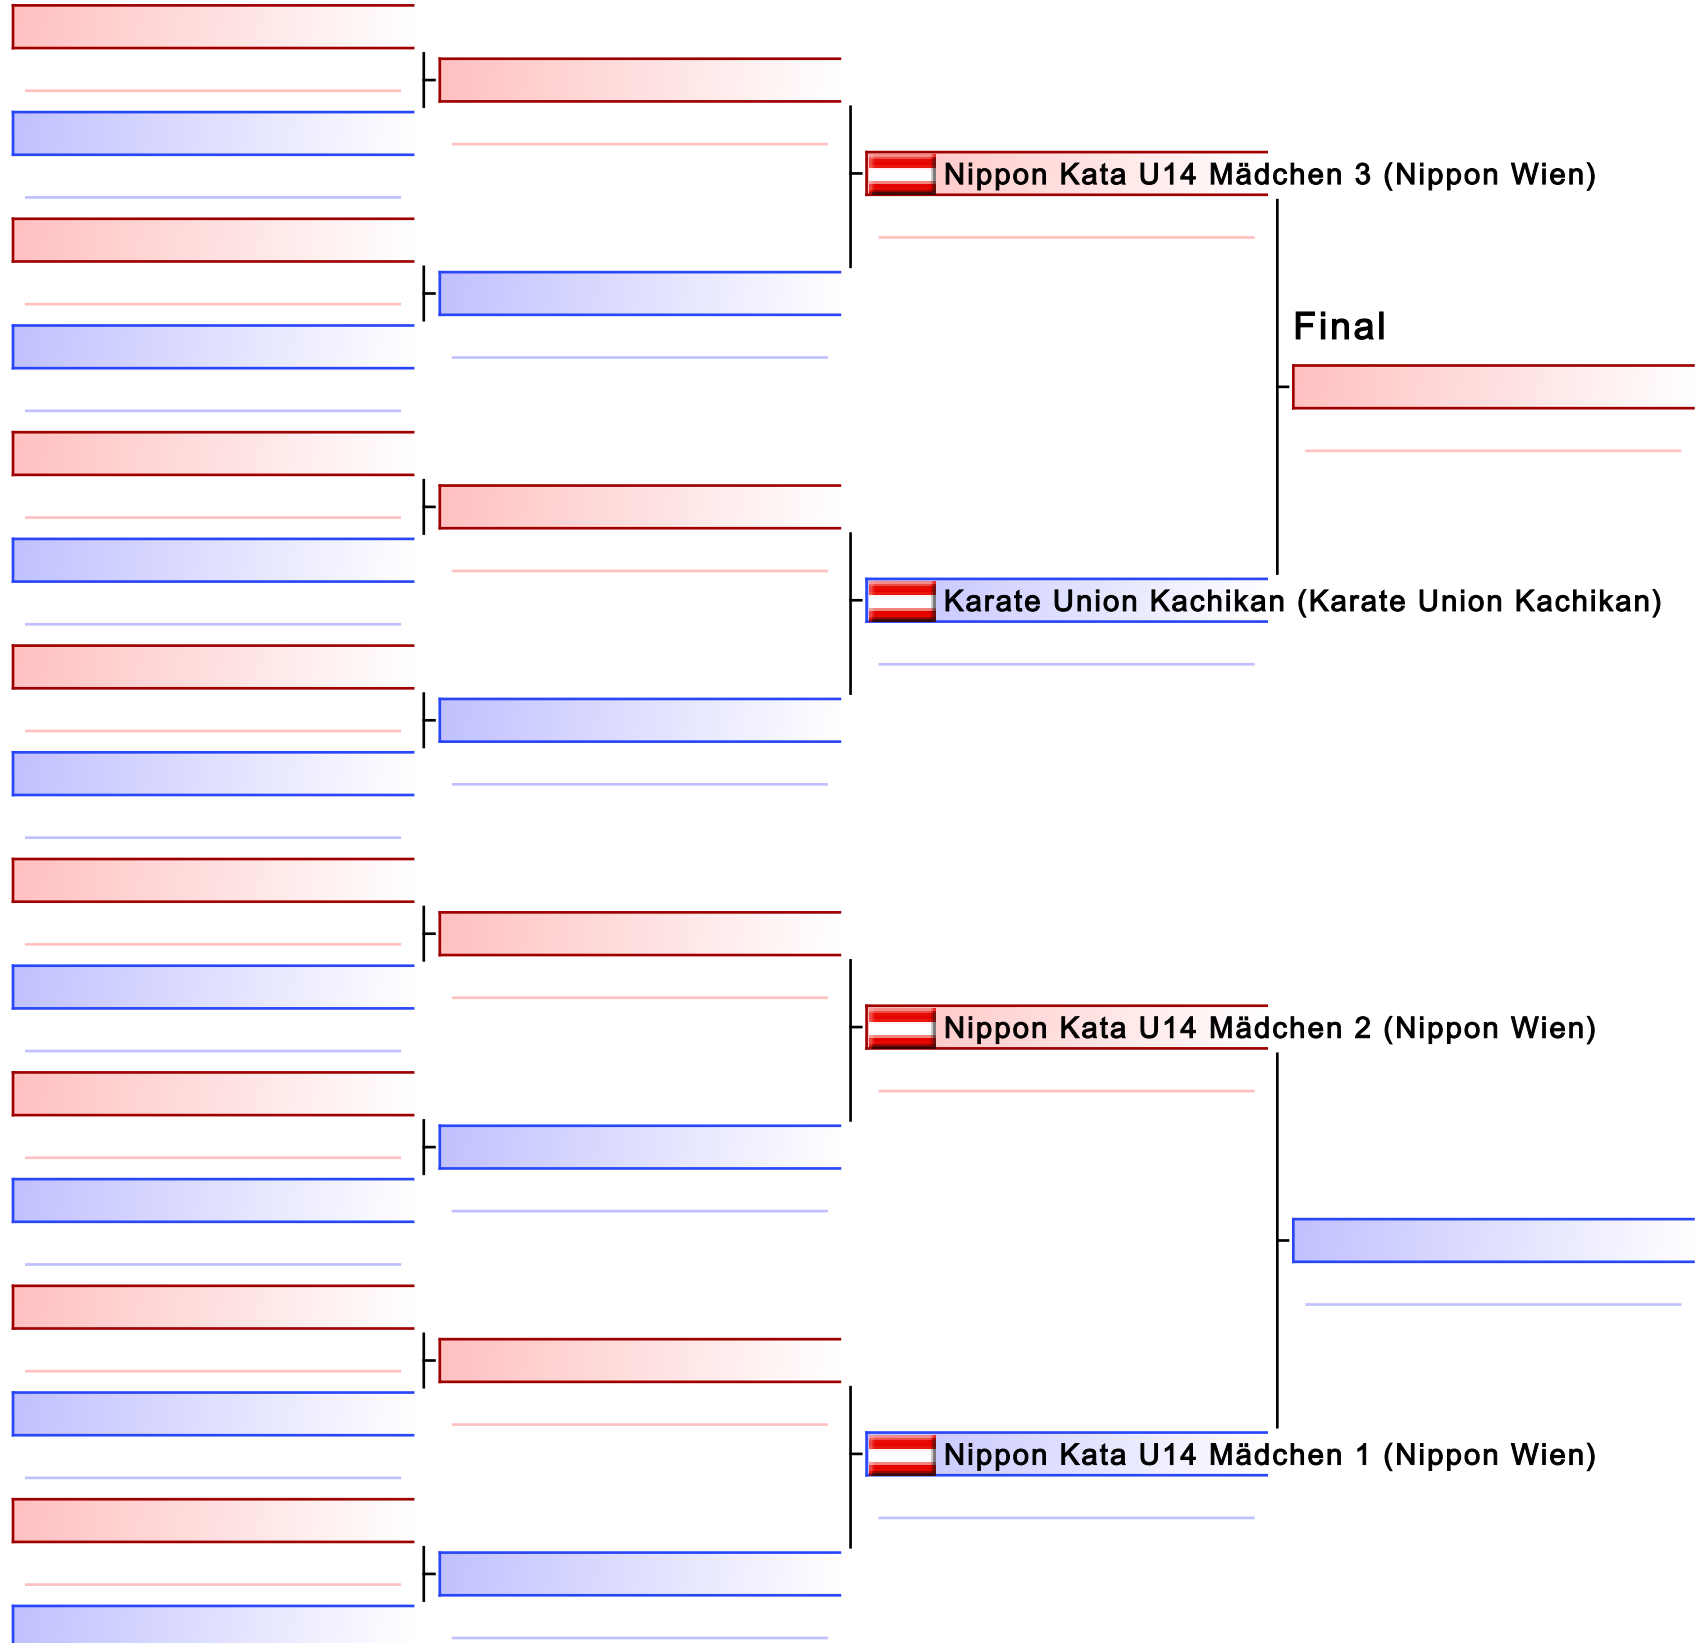 Nippon Kata U14 Mädchen 3 (Nippon Wien)
Final
Karate Union Kachikan (Karate Union Kachikan)
Nippon Kata U14 Mädchen 2 (Nippon Wien)
Nippon Kata U14 Mädchen 1 (Nippon Wien)